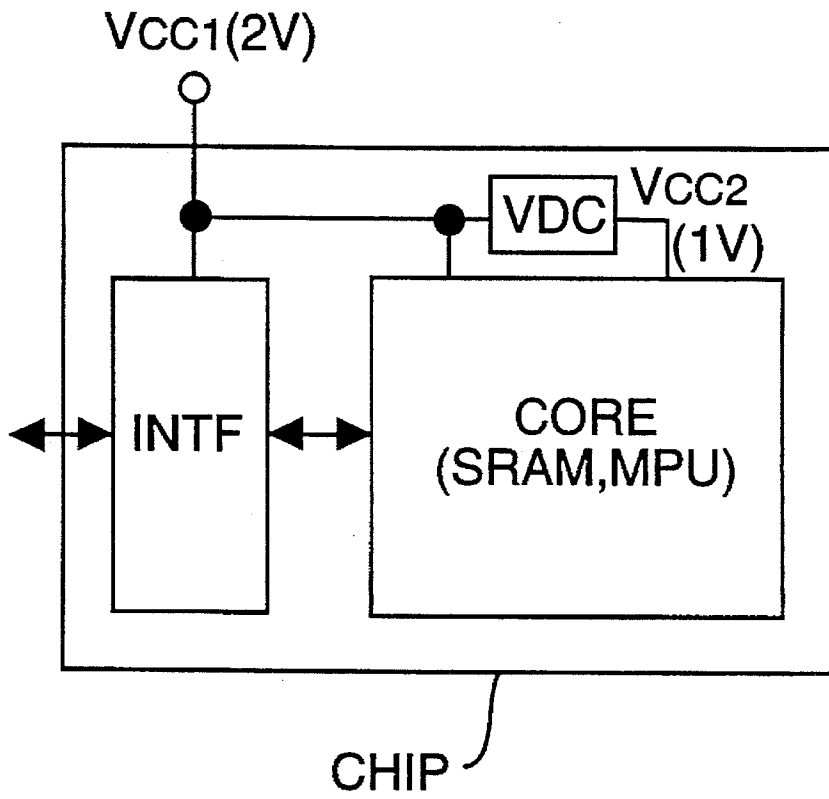 VCC1(2V)
VDC
VCC2
(1V)
INTF
CORE
(SRAM,MPU)
CHIP